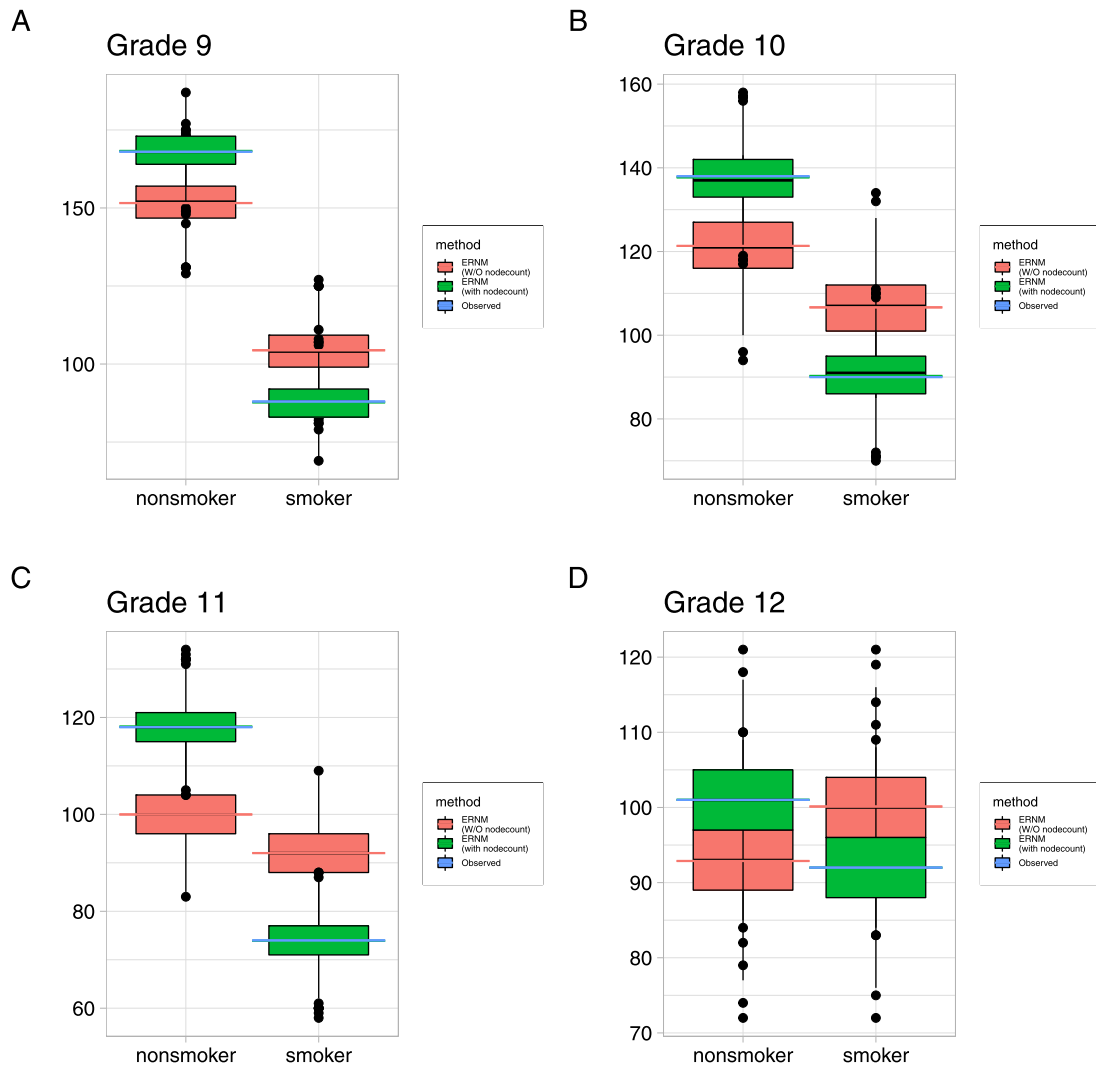 A
Grade 9
150
100
nonsmoker
smoker
method
ERNM
(W/O nodecount)
ERNM
(with nodecount)
Observed
B
Grade 10
160
140
120
100
80
nonsmoker
smoker
method
ERNM
(W/O nodecount)
ERNM
(with nodecount)
Observed
C
Grade 11
120
100
80
60
nonsmoker
smoker
method
ERNM
(W/O nodecount)
ERNM
(with nodecount)
Observed
D
Grade 12
120
110
100
90
80
70
nonsmoker
smoker
method
ERNM
(W/O nodecount)
ERNM
(with nodecount)
Observed